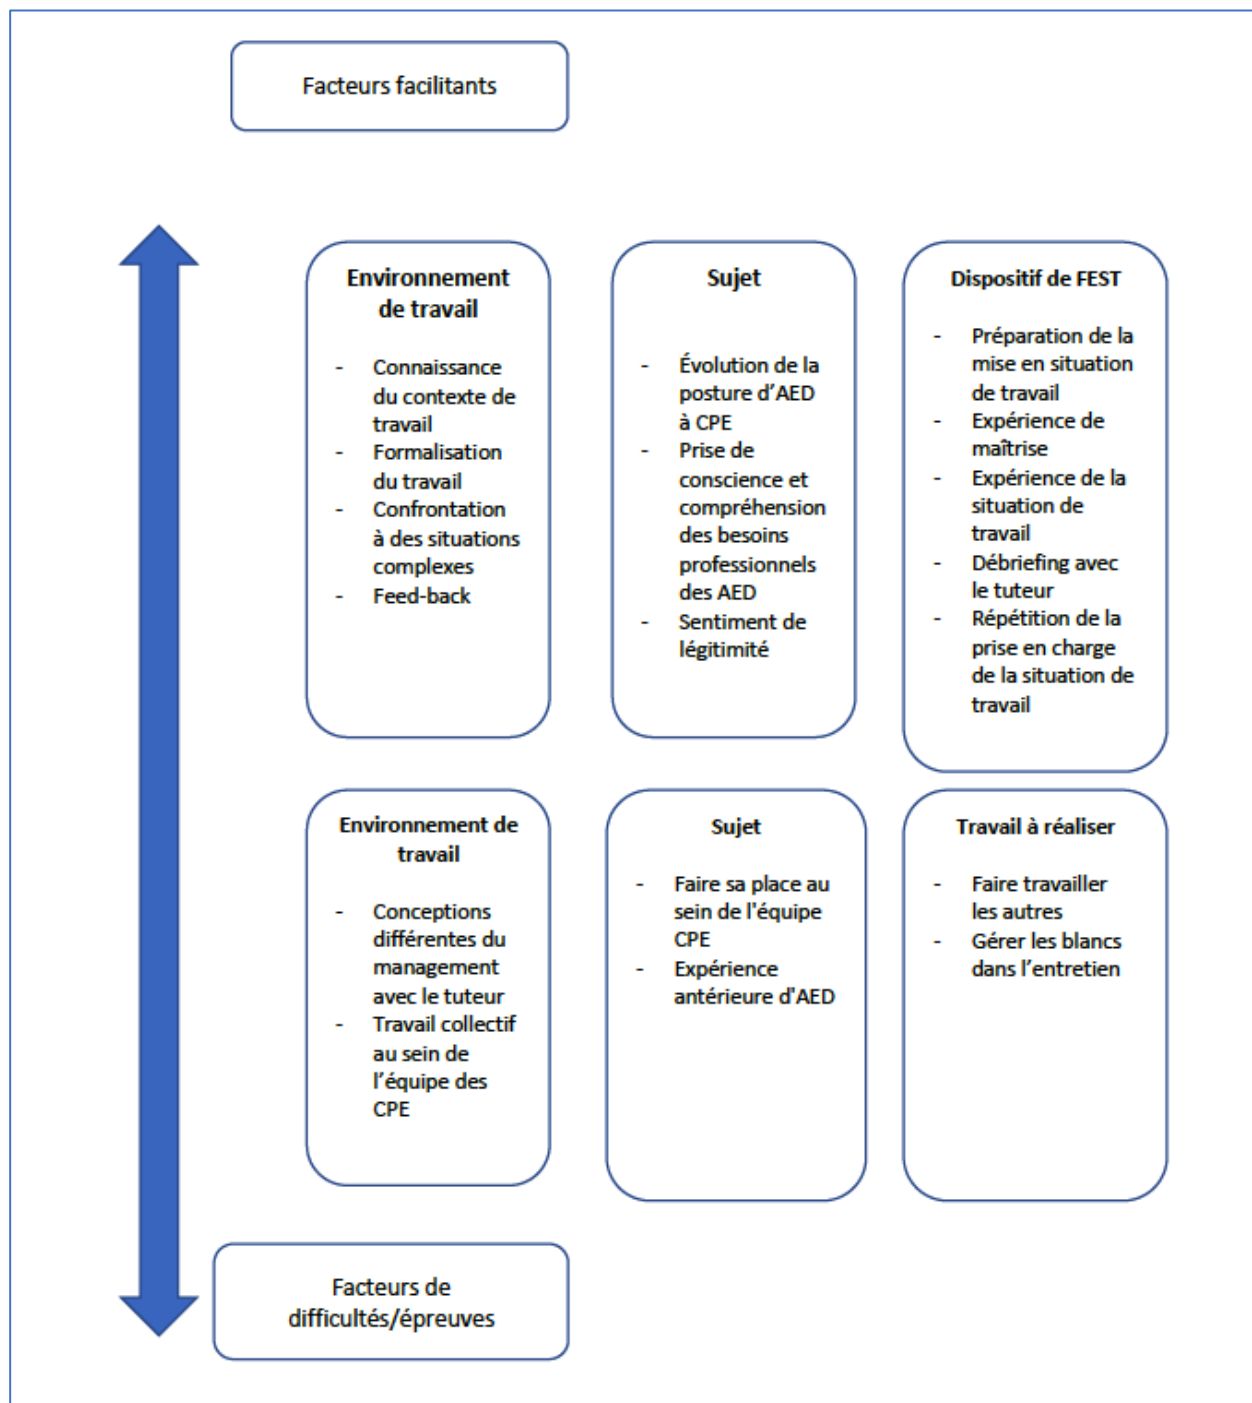 Facteurs facilitants
Environnement
de travail
- Connaissance
du contexte de
travail
- Formalisation
du travail
- Confrontation
à des situations
complexes
- Feed-back
Sujet
- Évolution de la
posture d’AED
à CPE
- Prise de
conscience et
compréhension
des besoins
professionnels
des AED
- Sentiment de
légitimité
Dispositif de FEST
- Préparation de la
mise en situation
de travail
- Expérience de
maîtrise
- Expérience de la
situation de
travail
- Débriefing avec
le tuteur
- Répétition de la
prise en charge
de la situation de
travail
Environnement de
travail
- Conceptions
différentes du
management
avec le tuteur
- Travail collectif
au sein de
l’équipe des
CPE
Sujet
- Faire sa place au
sein de l'équipe
CPE
- Expérience
antérieure d'AED
Travail à réaliser
- Faire travailler
les autres
- Gérer les blancs
dans l’entretien
Facteurs de
difficultés/épreuves